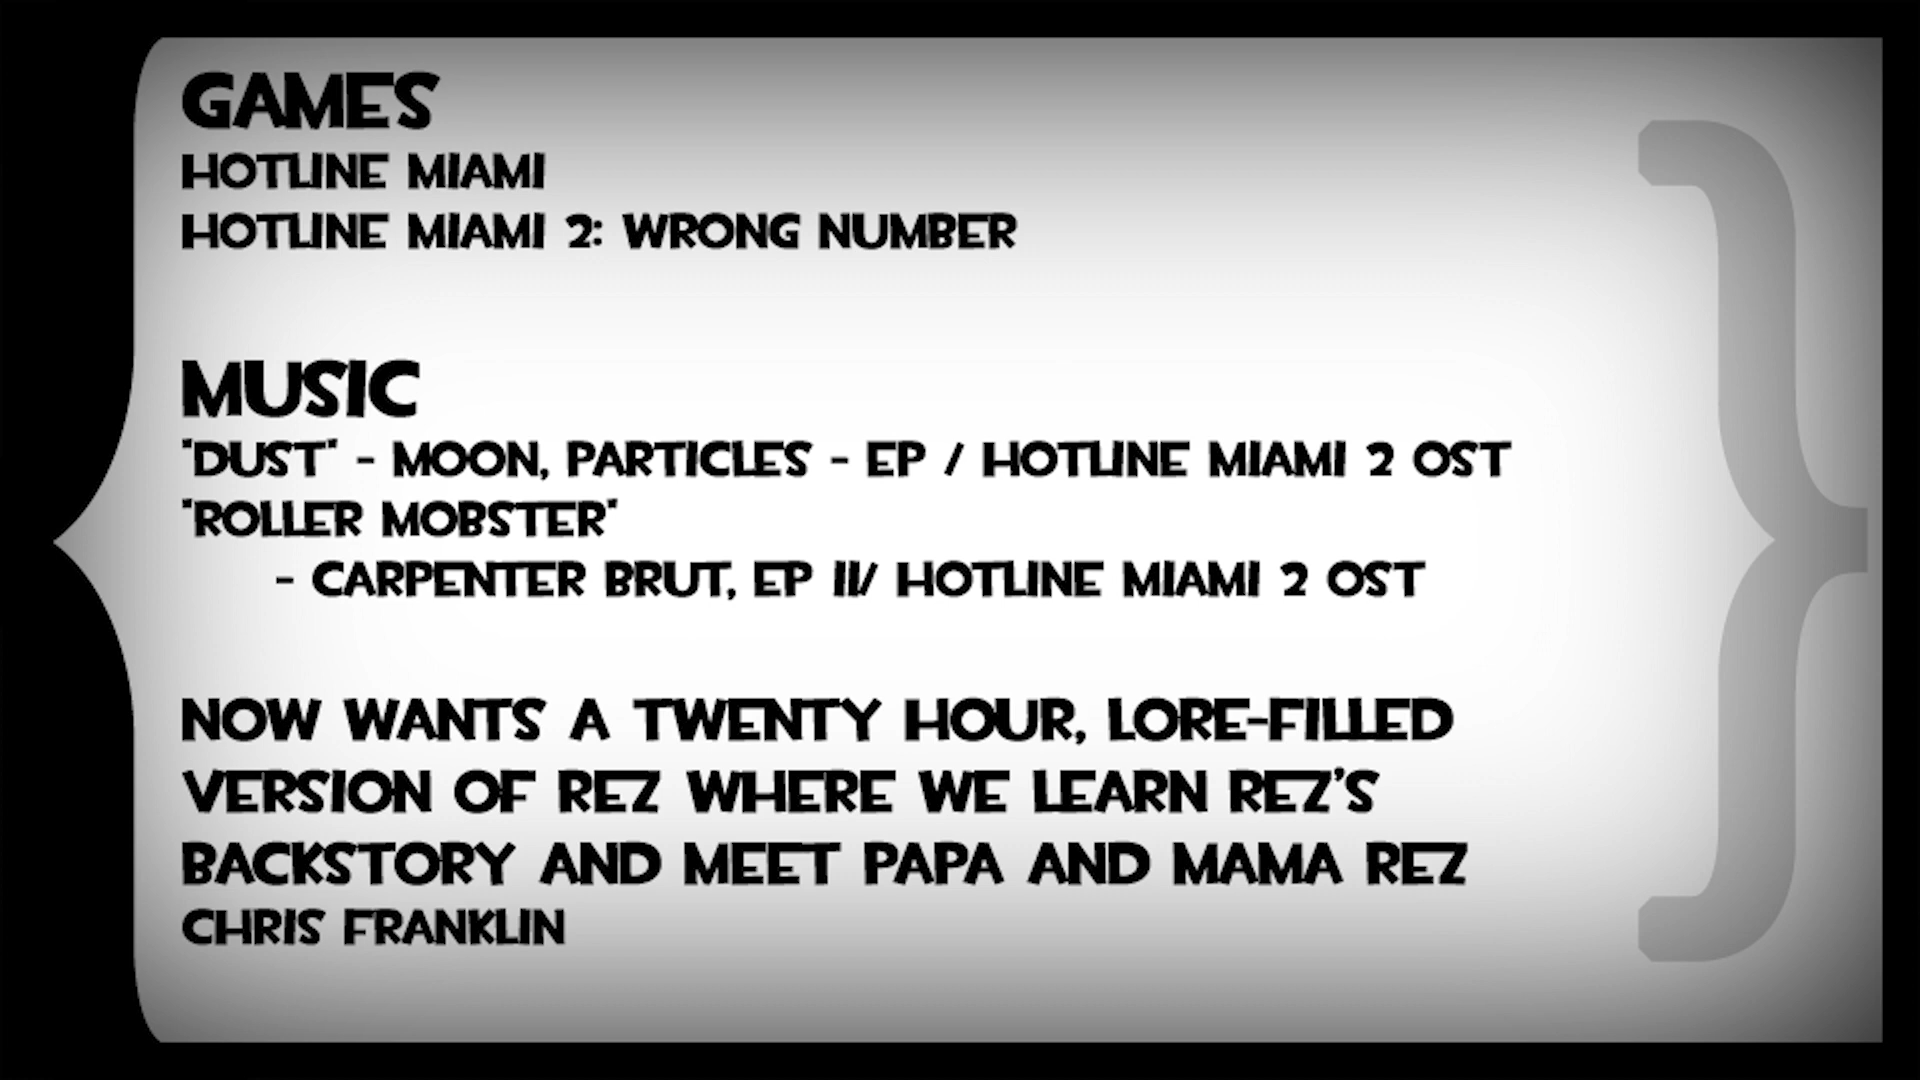 GAMES
HOTLINE MIAMI
HOTLINE MIAMI 2: WRONG NUMBER
MUSIC
"DUST" - MOON, PARTICLES - EP / HOTLINE MIAMI 2 OST
"ROLLER MOBSTER"
- CARPENTER BRUT, EP II/ HOTLINE MIAMI 2 OST
NOW WANTS A TWENTY HOUR, LORE-FILLED
VERSION OF REZ WHERE WE LEARN REZ'S
BACKSTORY AND MEET PAPA AND MAMA REZ
CHRIS FRANKLIN